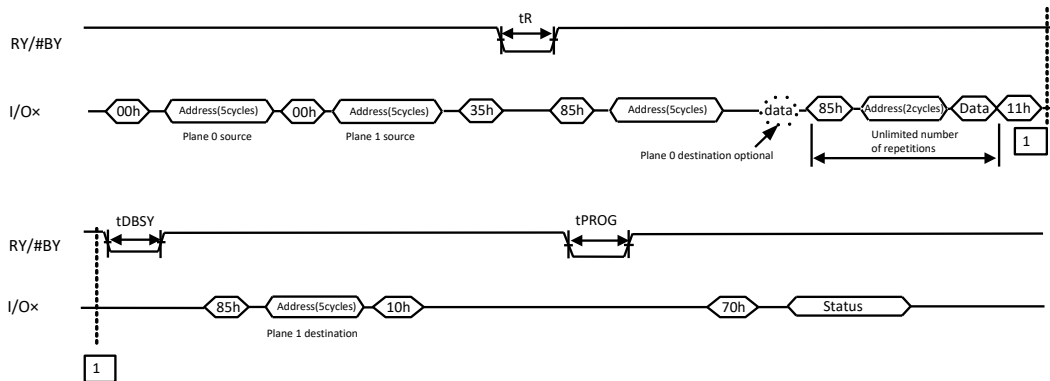 tR
RY/#BY
I/O×
00h
Address(5cycles)
00h
Address(5cycles)
35h
85h
Address(5cycles)
data
85h
Address(2cycles)
Data
11h
Plane 0 source
Plane 1 source
Plane 0 destination optional
Unlimited number
of repetitions
1
tDBSY
tPROG
RY/#BY
I/O×
85h
Address(5cycles)
10h
70h
Status
Plane 1 destination
1